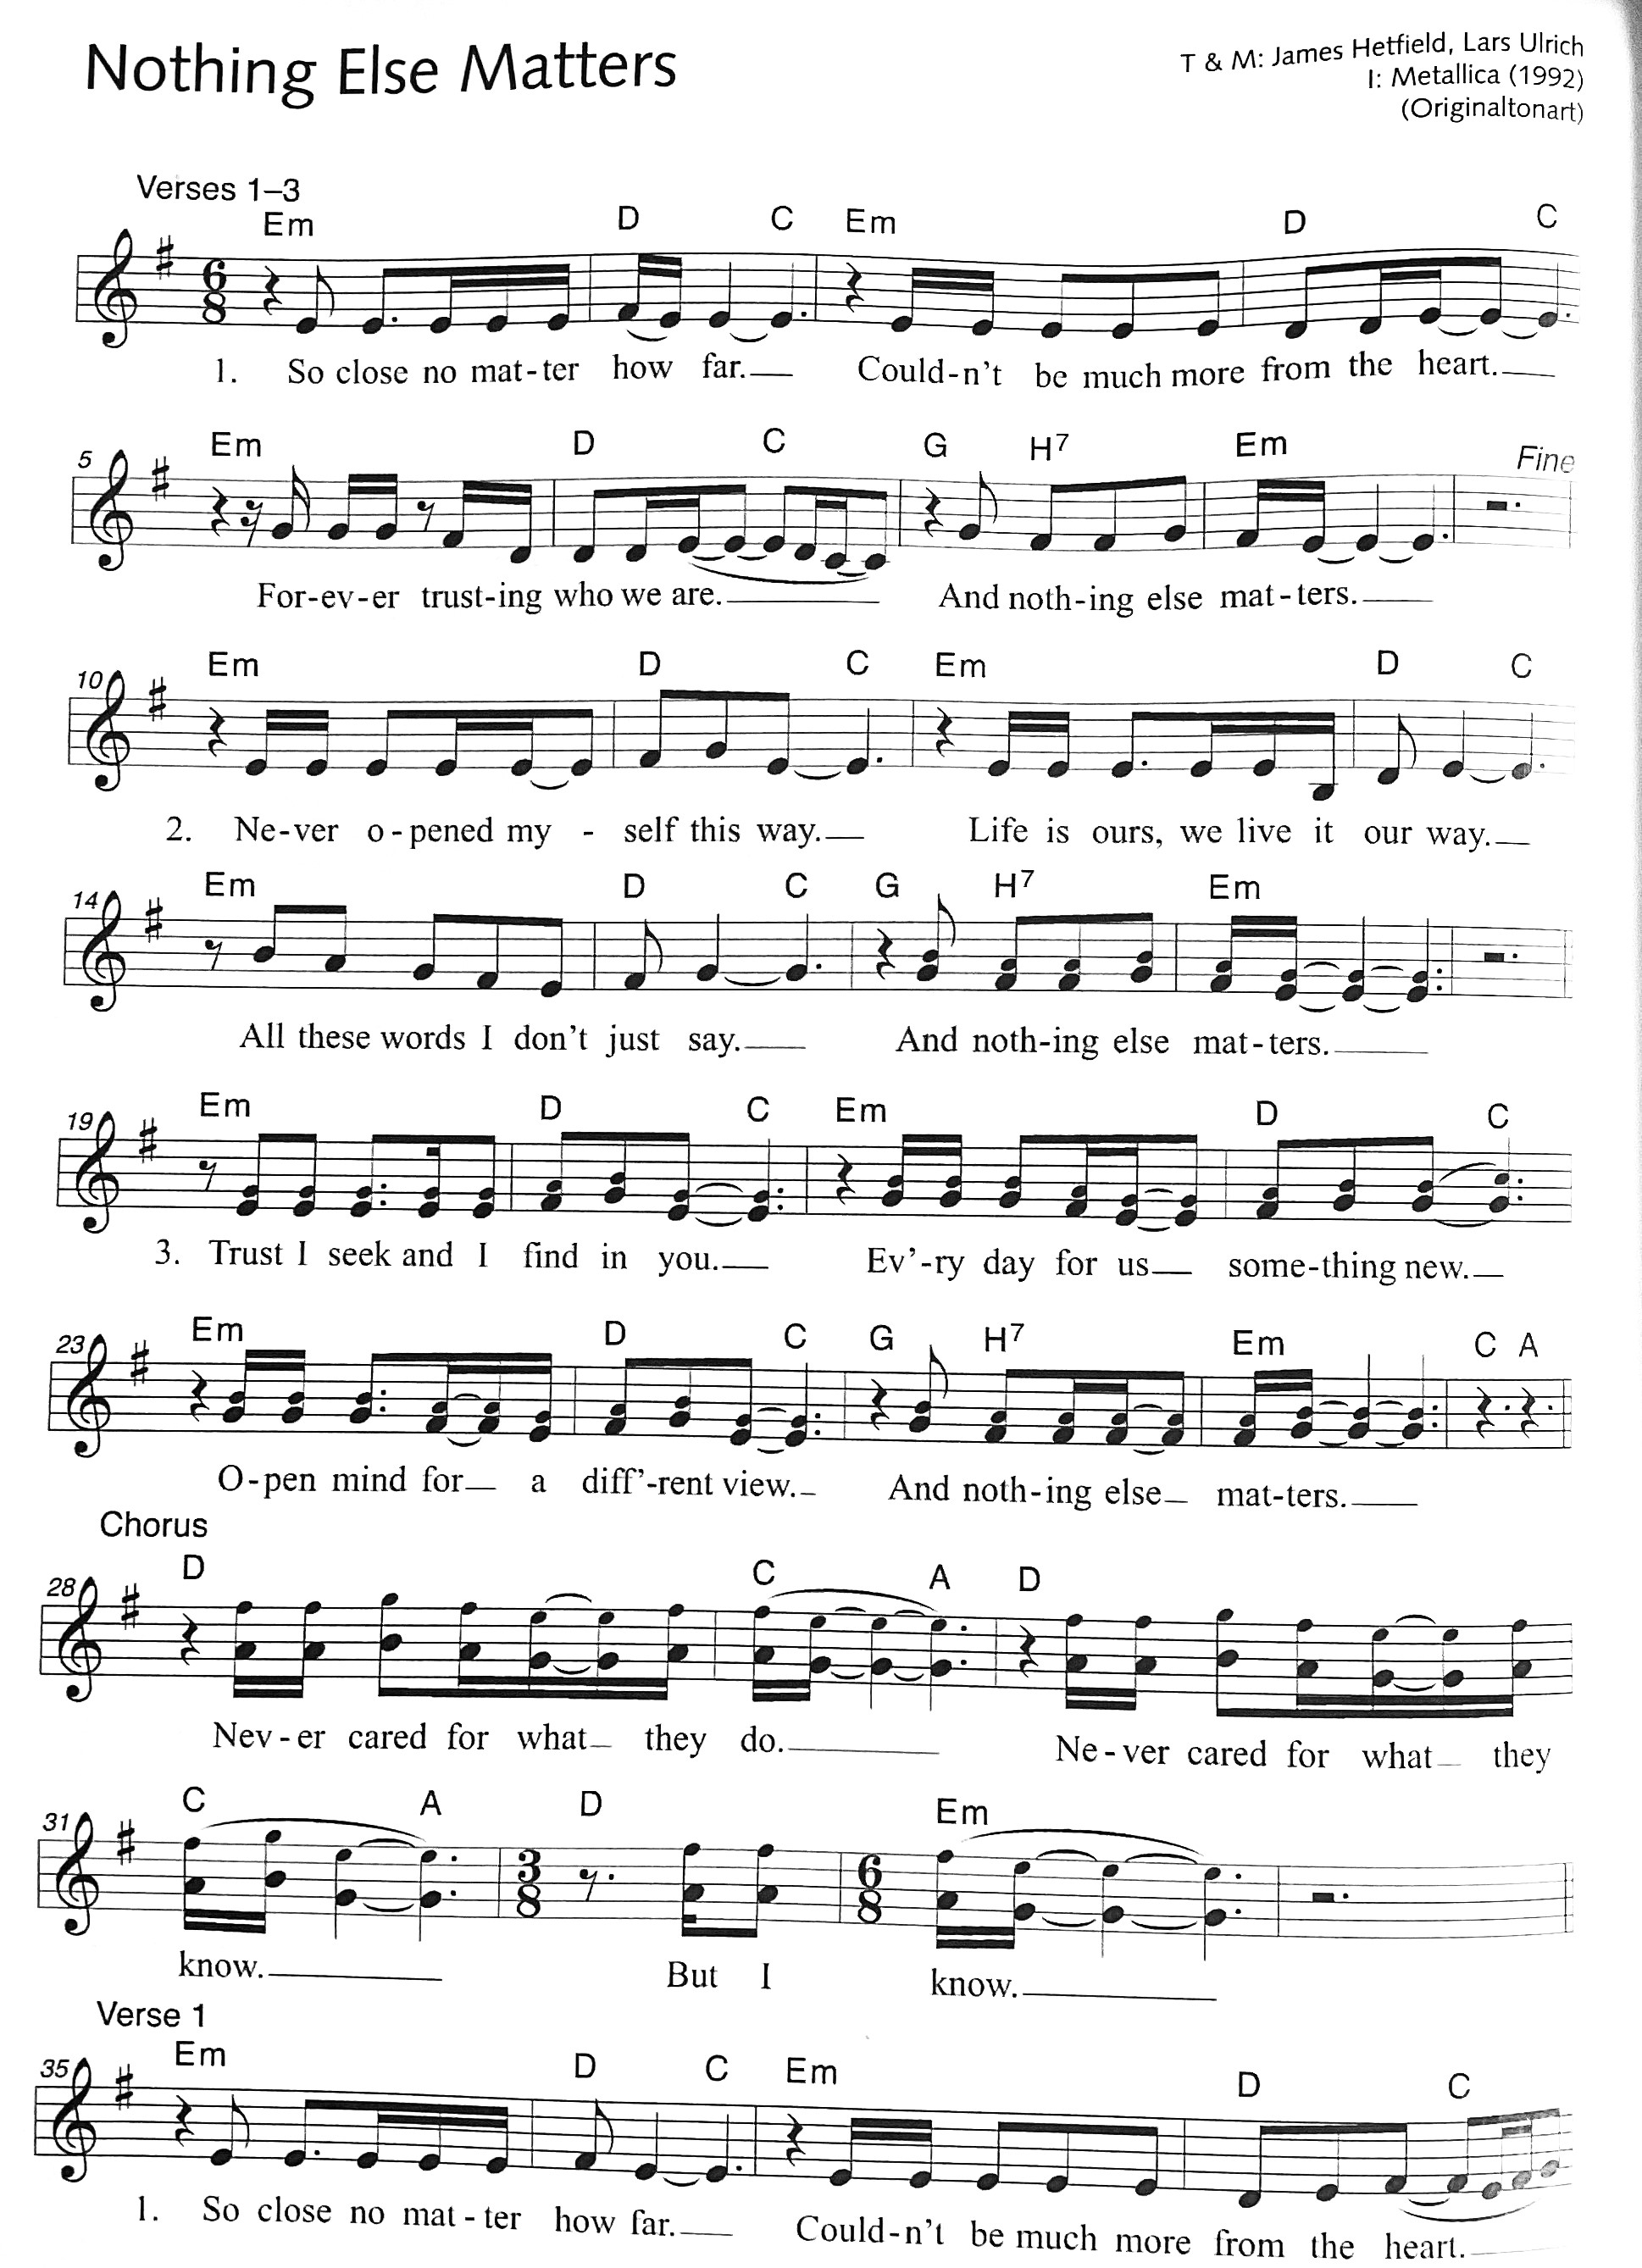 Nothing Else Matters
T & M: James Hetfield, Lars Ulrich
I: Metallica (1992)
(Originaltonart)
Verses 1–3
Em D C Em D C
6
8
1. So close no mat-ter how far. Could-n't be much more from the heart.
5 Em D C G H7 Em Fine
For-ev-er trust-ing who we are. And noth-ing else mat-ters.
10 Em D C Em D C
2. Ne-ver o-pened my - self this way. Life is ours, we live it our way.
14 Em D C G H7 Em
All these words I don't just say. And noth-ing else mat-ters.
19 Em D C Em D C
3. Trust I seek and I find in you. Ev'-ry day for us some-thing new.
23 Em D C G H7 Em C A
O-pen mind for a diff'-rent view. And noth-ing else mat-ters.
Chorus
28 D C A D
Nev-er cared for what they do. Ne-ver cared for what they
31 C A D Em
3 6
8 8
know. But I know.
Verse 1
35 Em D C Em D C
1. So close no mat-ter how far. Could-n't be much more from the heart.